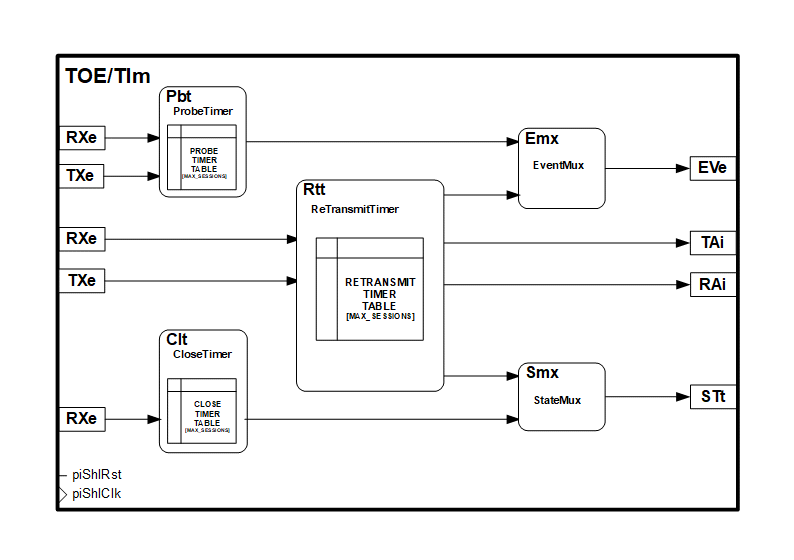 TOE/TIm
Pbt
ProbeTimer
PROBE
TIMER
TABLE
[MAX_SESSIONS]
RXe
TXe
Emx
EventMux
EVe
Rtt
ReTransmitTimer
RETRANSMIT
TIMER
TABLE
[MAX_SESSIONS]
RXe
TXe
TAi
RAi
Clt
CloseTimer
CLOSE
TIMER
TABLE
[MAX_SESSIONS]
RXe
Smx
StateMux
STt
piShlRst
piShlClk